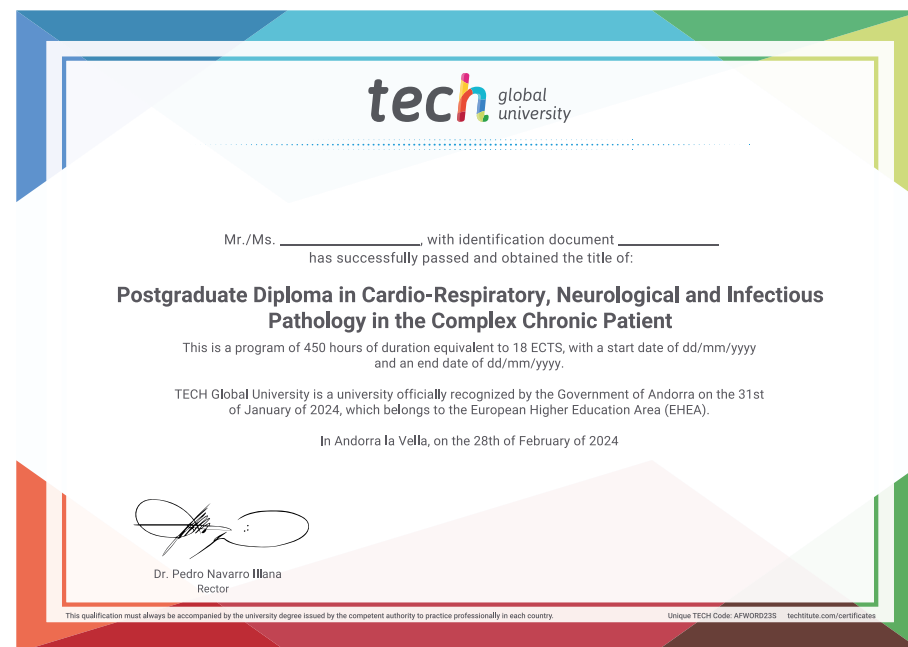 tech global university
Mr./Ms. ____________________, with identification document ______________
has successfully passed and obtained the title of:
Postgraduate Diploma in Cardio-Respiratory, Neurological and Infectious
Pathology in the Complex Chronic Patient
This is a program of 450 hours of duration equivalent to 18 ECTS, with a start date of dd/mm/yyyy
and an end date of dd/mm/yyyy.
TECH Global University is a university officially recognized by the Government of Andorra on the 31st
of January of 2024, which belongs to the European Higher Education Area (EHEA).
In Andorra la Vella, on the 28th of February of 2024
Dr. Pedro Navarro Illana
Rector
This qualification must always be accompanied by the university degree issued by the competent authority to practice professionally in each country.
Unique TECH Code: AFWORD23S techtitute.com/certificates